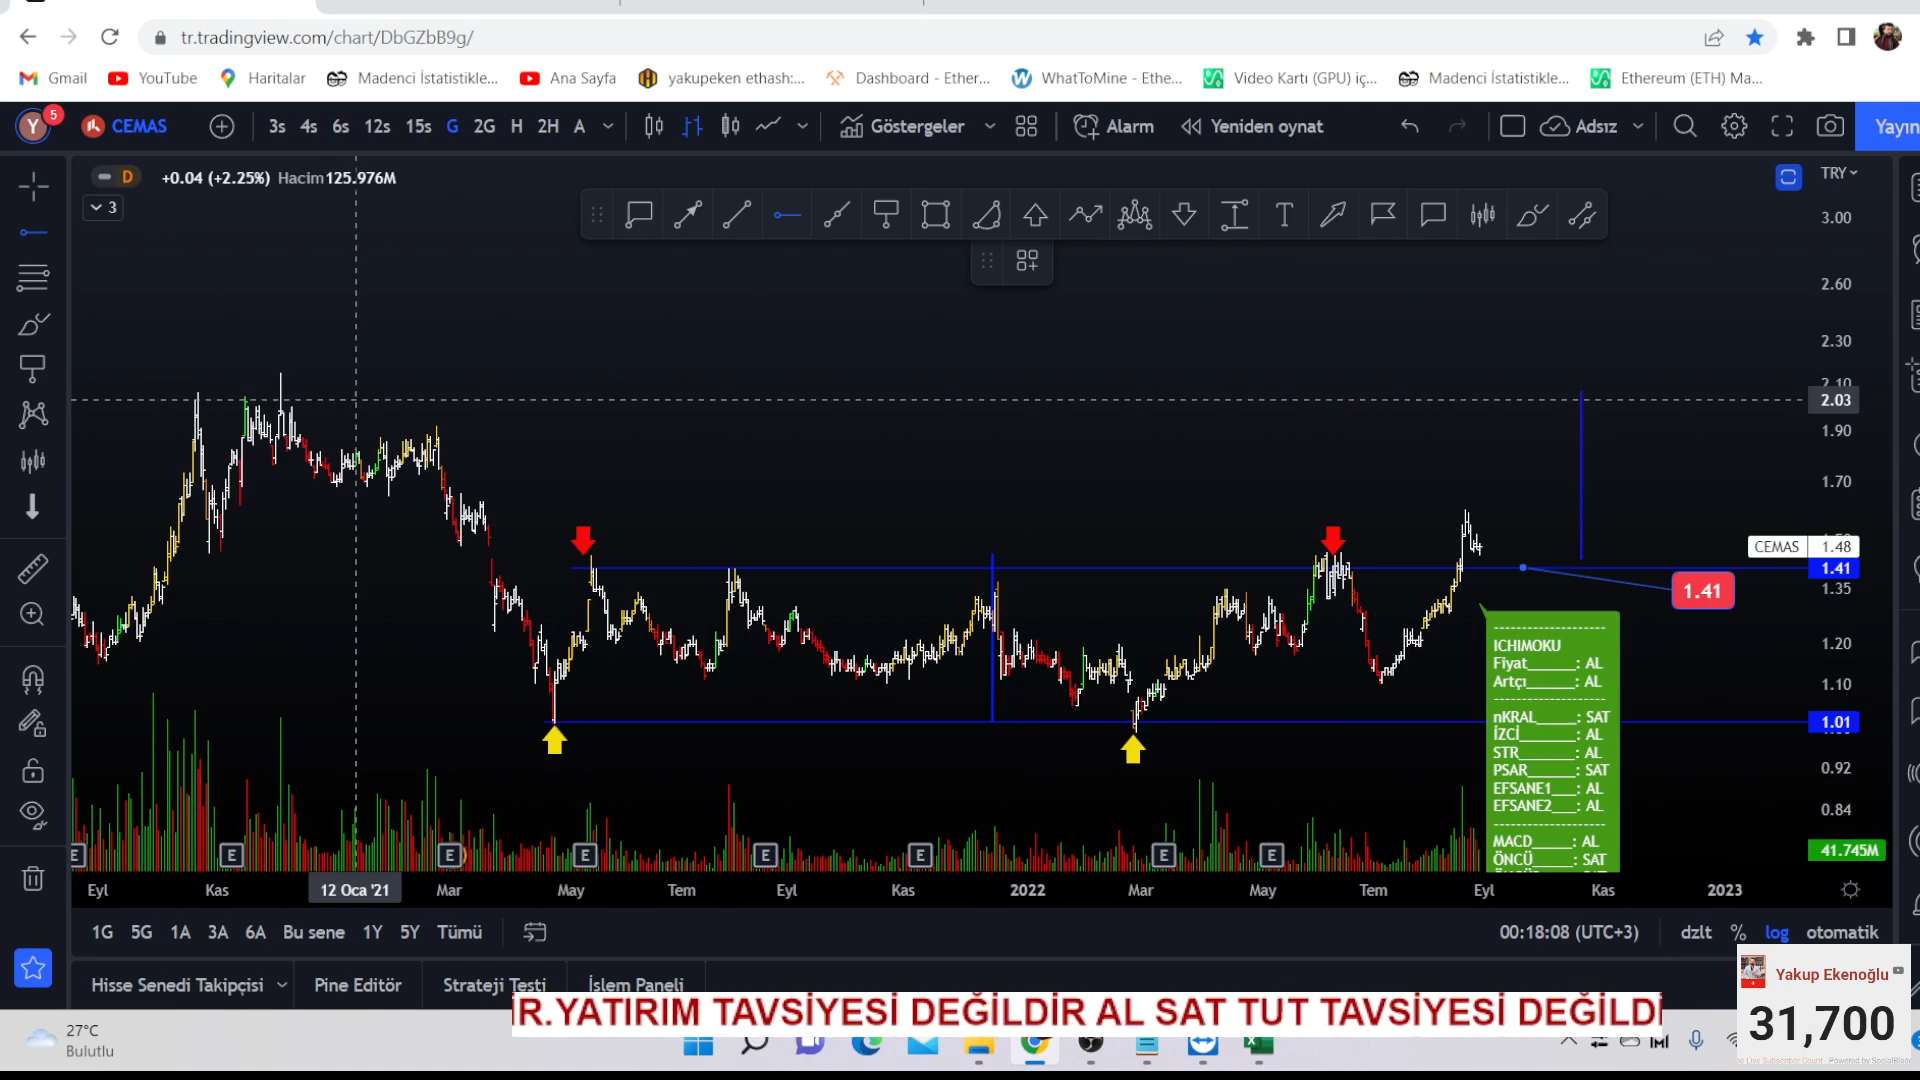 tr.tradingview.com/chart/DbGZbB9g/
Gmail
YouTube
Haritalar
Madenci İstatistikle...
Ana Sayfa
yakupeken ethash:...
Dashboard - Ether...
WhatToMine - Ethe...
Video Kartı (GPU) iç...
Madenci İstatistikle...
Ethereum (ETH) Ma...
Y 5 CEMAS 3s 4s 6s 12s 15s G 2G H 2H A Göstergeler Alarm Yeniden oynat Adsız Yayın
D +0.04 (+2.25%) Hacim 125.976M
TRY
3
3.00
2.60
2.30
2.10
2.03
1.90
1.70
CEMAS 1.48
1.41
1.35
1.41
1.20
1.10
1.01
0.92
0.84
41.745M
--------------------
ICHIMOKU
Fiyat_____: AL
Artçı______: AL
--------------------
nKRAL____: SAT
İZCİ_______: AL
STR_______: AL
PSAR______: SAT
EFSANE1___: AL
EFSANE2___: AL
--------------------
MACD_____: AL
ÖNCÜ_____: SAT
E E E E E E E E
Eyl Kas 12 Oca '21 Mar May Tem Eyl Kas 2022 Mar May Tem Eyl Kas 2023
1G 5G 1A 3A 6A Bu sene 1Y 5Y Tümü 00:18:08 (UTC+3) dzlt % log otomatik
Hisse Senedi Takipçisi Pine Editör Strateji Testi İşlem Paneli
İR.YATIRIM TAVSİYESİ DEĞİLDİR AL SAT TUT TAVSİYESİ DEĞİLDİ
Yakup Ekenoğlu
31,700
27°C
Bulutlu